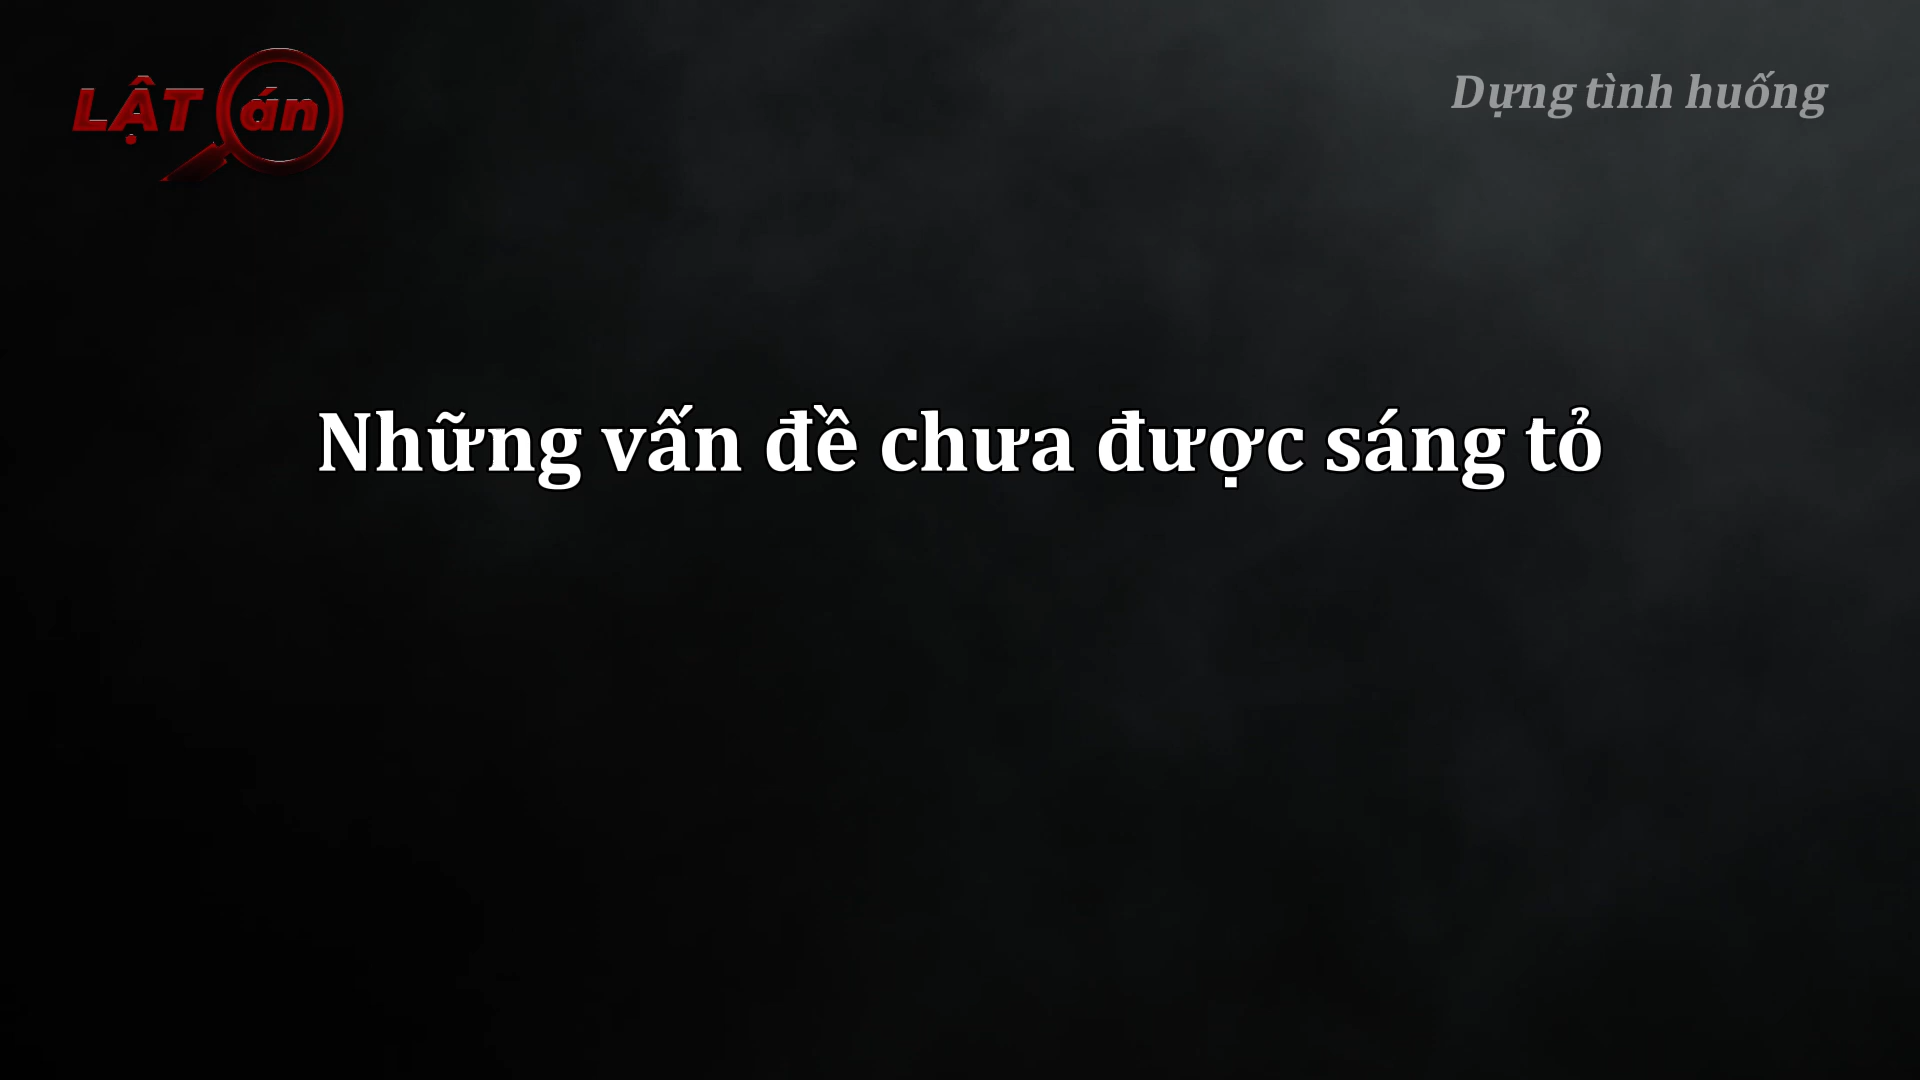 LẬT án
Dựng tình huống
Những vấn đề chưa được sáng tỏ